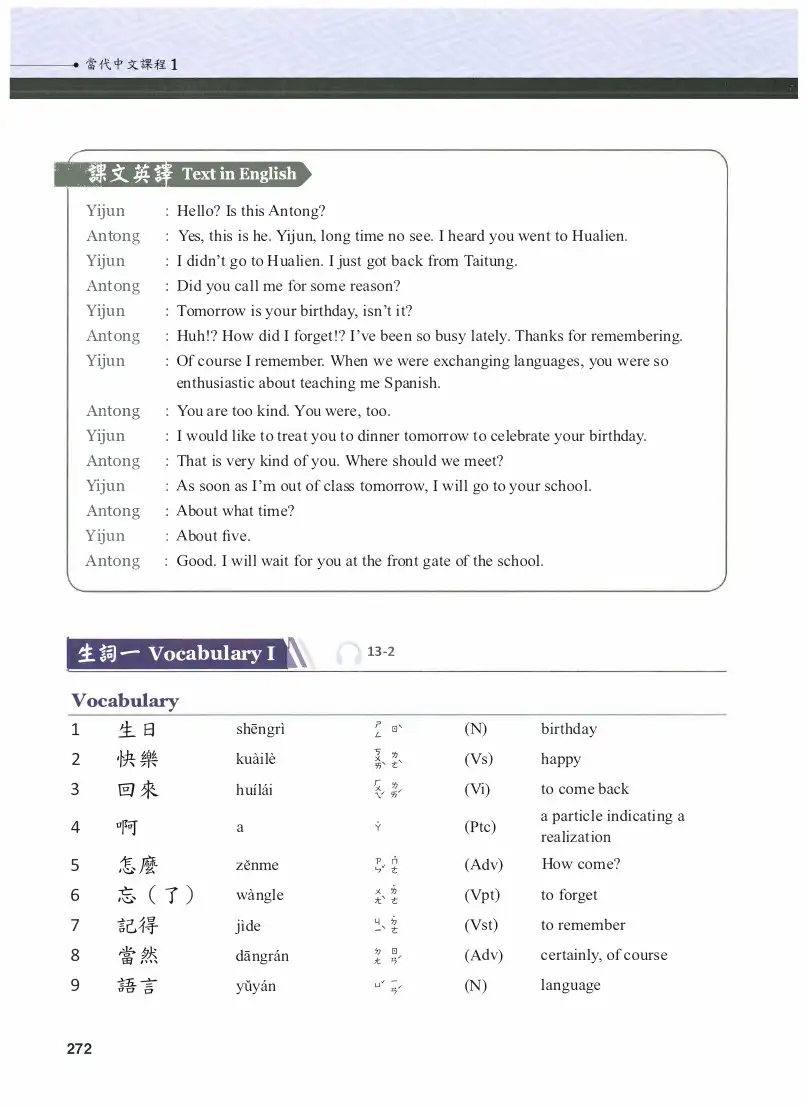 當代中文課程 1
課文英譯 Text in English
Yijun : Hello? Is this Antong?
Antong : Yes, this is he. Yijun, long time no see. I heard you went to Hualien.
Yijun : I didn't go to Hualien. I just got back from Taitung.
Antong : Did you call me for some reason?
Yijun : Tomorrow is your birthday, isn't it?
Antong : Huh!? How did I forget!? I've been so busy lately. Thanks for remembering.
Yijun : Of course I remember. When we were exchanging languages, you were so
enthusiastic about teaching me Spanish.
Antong : You are too kind. You were, too.
Yijun : I would like to treat you to dinner tomorrow to celebrate your birthday.
Antong : That is very kind of you. Where should we meet?
Yijun : As soon as I'm out of class tomorrow, I will go to your school.
Antong : About what time?
Yijun : About five.
Antong : Good. I will wait for you at the front gate of the school.
生詞一 Vocabulary I 13-2
Vocabulary
1 生日 shēngrì ㄕㄥ ㄖˋ (N) birthday
2 快樂 kuàilè ㄎㄨㄞˋ ㄌㄜˋ (Vs) happy
3 回來 huílái ㄏㄨㄟˊ ㄌㄞˊ (Vi) to come back
4 啊 a ˙ㄚ (Ptc) a particle indicating a
realization
5 怎麼 zěnme ㄗㄣˇ ˙ㄇㄜ (Adv) How come?
6 忘（了） wàngle ㄨㄤˋ ˙ㄌㄜ (Vpt) to forget
7 記得 jìde ㄐㄧˋ ˙ㄉㄜ (Vst) to remember
8 當然 dāngrán ㄉㄤ ㄖㄢˊ (Adv) certainly, of course
9 語言 yǔyán ㄩˇ ㄧㄢˊ (N) language
272